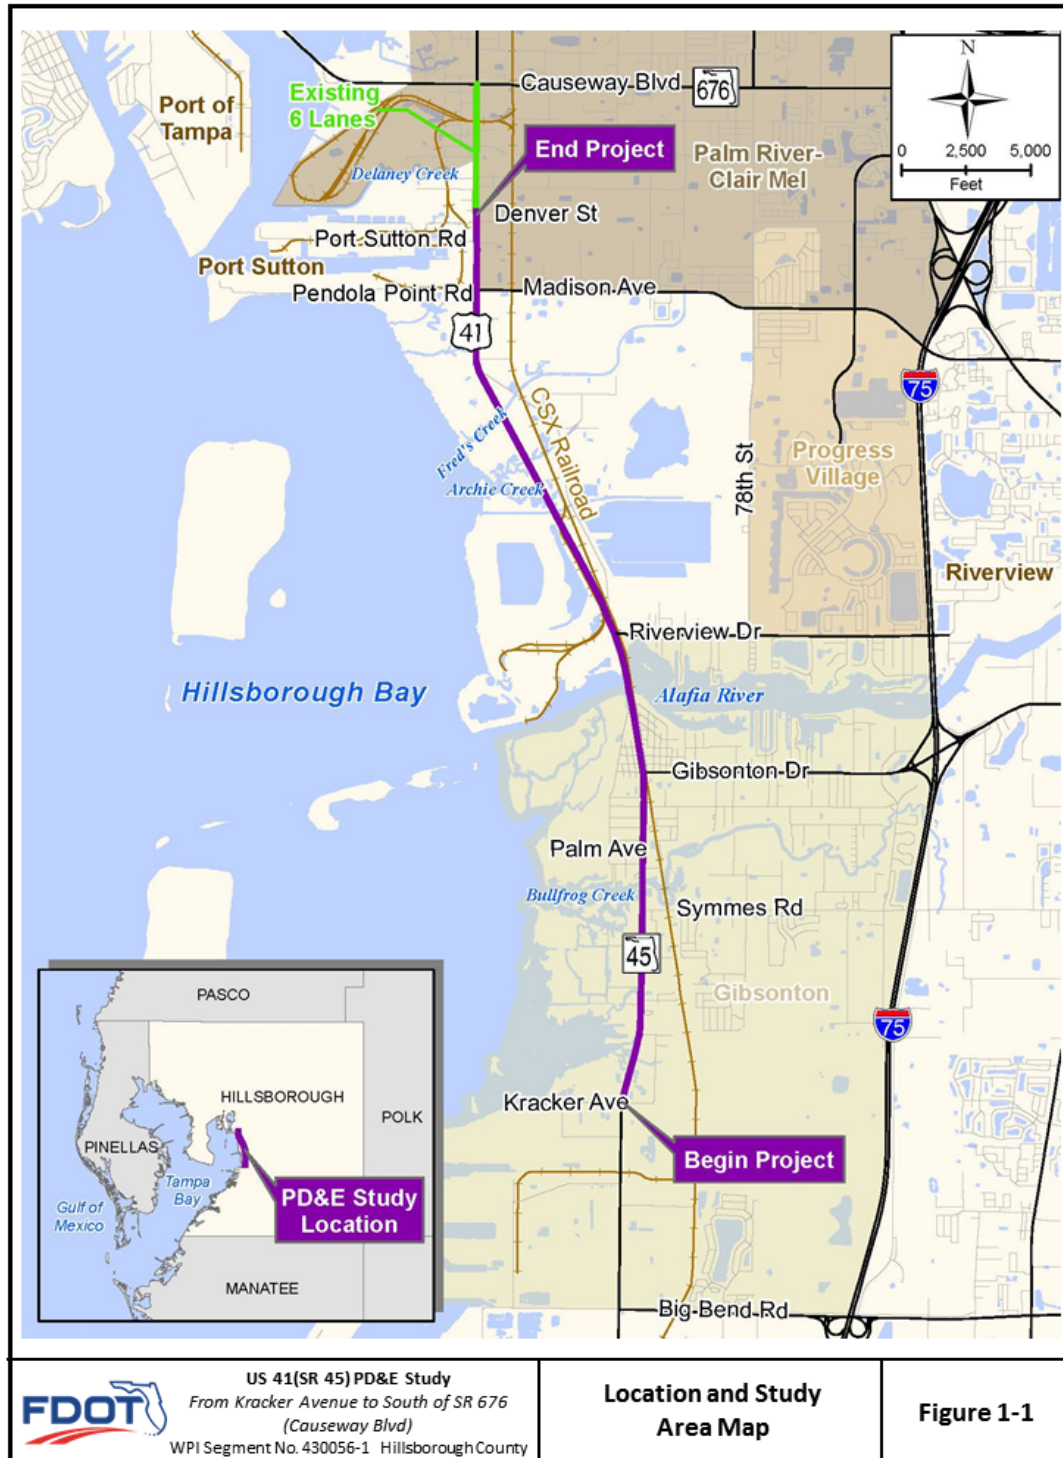 N
0 2,500 5,000
Feet
Causeway Blvd
676
Existing
6 Lanes
Port of
Tampa
End Project
Palm River-
Clair Mel
Delaney Creek
Denver St
Port Sutton Rd
Port Sutton
Pendola Point Rd
Madison Ave
41
75
CSX Railroad
Fred's Creek
Archie Creek
78th St
Progress
Village
Riverview
Riverview Dr
Hillsborough Bay
Alafia River
Gibsonton Dr
Palm Ave
Bullfrog Creek
Symmes Rd
45
Gibsonton
75
Kracker Ave
Begin Project
Big Bend Rd
PASCO
HILLSBOROUGH
POLK
PINELLAS
Tampa
Bay
Gulf of
Mexico
PD&E Study
Location
MANATEE
FDOT
US 41(SR 45) PD&E Study
From Kracker Avenue to South of SR 676
(Causeway Blvd)
WPI Segment No. 430056-1 Hillsborough County
Location and Study
Area Map
Figure 1-1